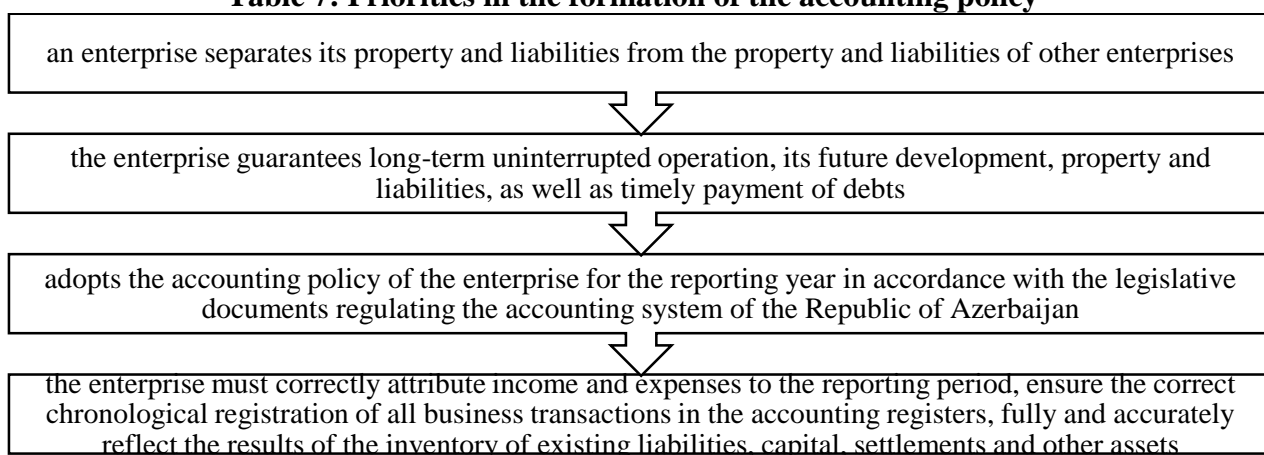 Table 7. Priorities in the formation of the accounting policy
an enterprise separates its property and liabilities from the property and liabilities of other enterprises
the enterprise guarantees long-term uninterrupted operation, its future development, property and
liabilities, as well as timely payment of debts
adopts the accounting policy of the enterprise for the reporting year in accordance with the legislative
documents regulating the accounting system of the Republic of Azerbaijan
the enterprise must correctly attribute income and expenses to the reporting period, ensure the correct
chronological registration of all business transactions in the accounting registers, fully and accurately
reflect the results of the inventory of existing liabilities, capital, settlements and other assets